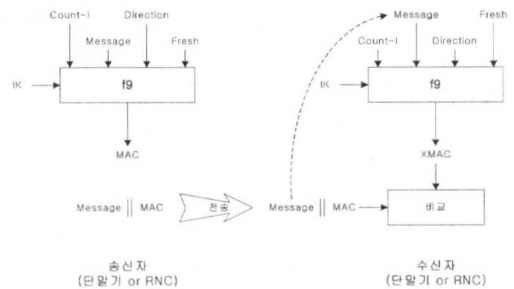 Count-I Direction
Message Fresh
IK f9
MAC
Message || MAC 전송
송신자
(단말기 or RNC)
Message Fresh
Count-I Direction
IK f9
XMAC
Message || MAC 비교
수신자
(단말기 or RNC)